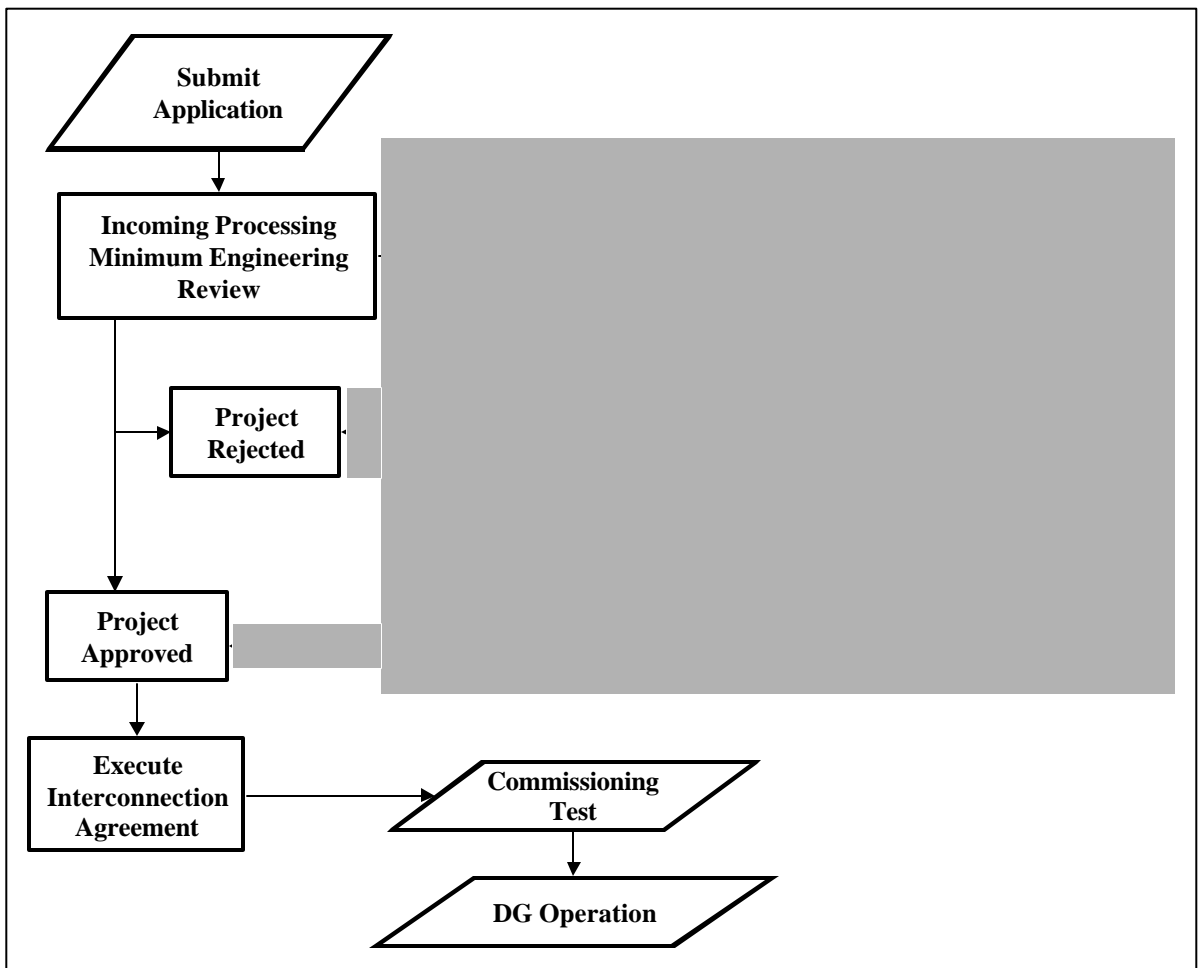 Submit
Application
Incoming Processing
Minimum Engineering
Review
Project
Rejected
Project
Approved
Execute
Interconnection
Agreement
Commissioning
Test
DG Operation